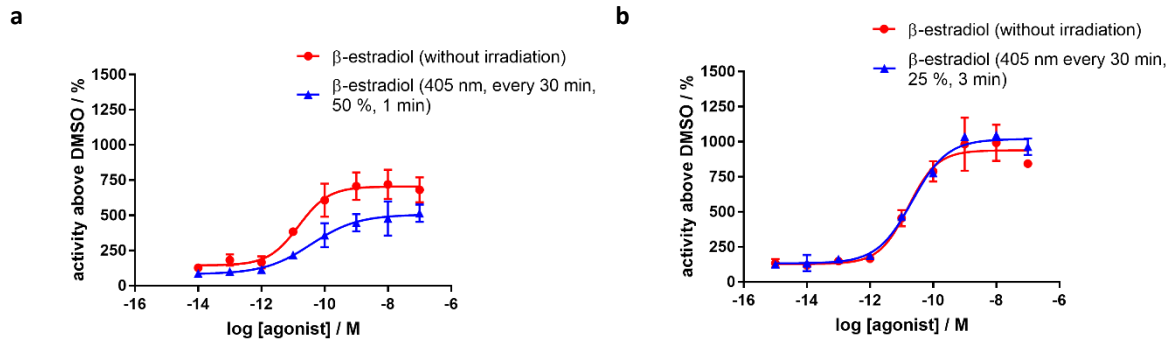 a
β-estradiol (without irradiation)
β-estradiol (405 nm, every 30 min,
50 %, 1 min)
activity above DMSO / %
1500
1250
1000
750
500
250
0
-16
-14
-12
-10
-8
-6
log [agonist] / M
b
β-estradiol (without irradiation)
β-estradiol (405 nm every 30 min,
25 %, 3 min)
activity above DMSO / %
1500
1250
1000
750
500
250
0
-16
-14
-12
-10
-8
-6
log [agonist] / M